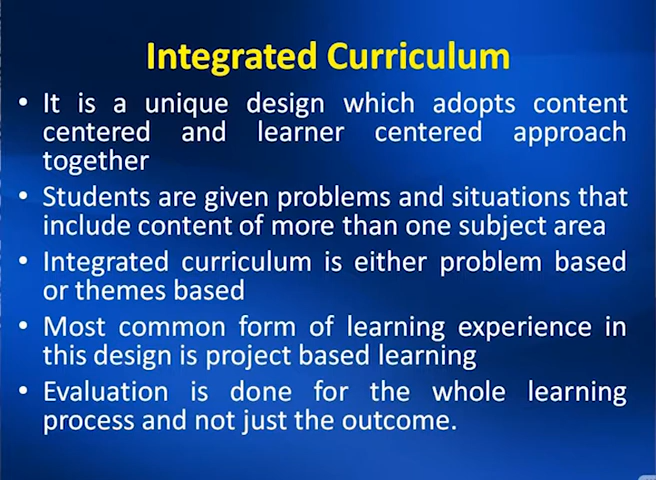 Integrated Curriculum
• It is a unique design which adopts content
centered and learner centered approach
together
• Students are given problems and situations that
include content of more than one subject area
• Integrated curriculum is either problem based
or themes based
• Most common form of learning experience in
this design is project based learning
• Evaluation is done for the whole learning
process and not just the outcome.